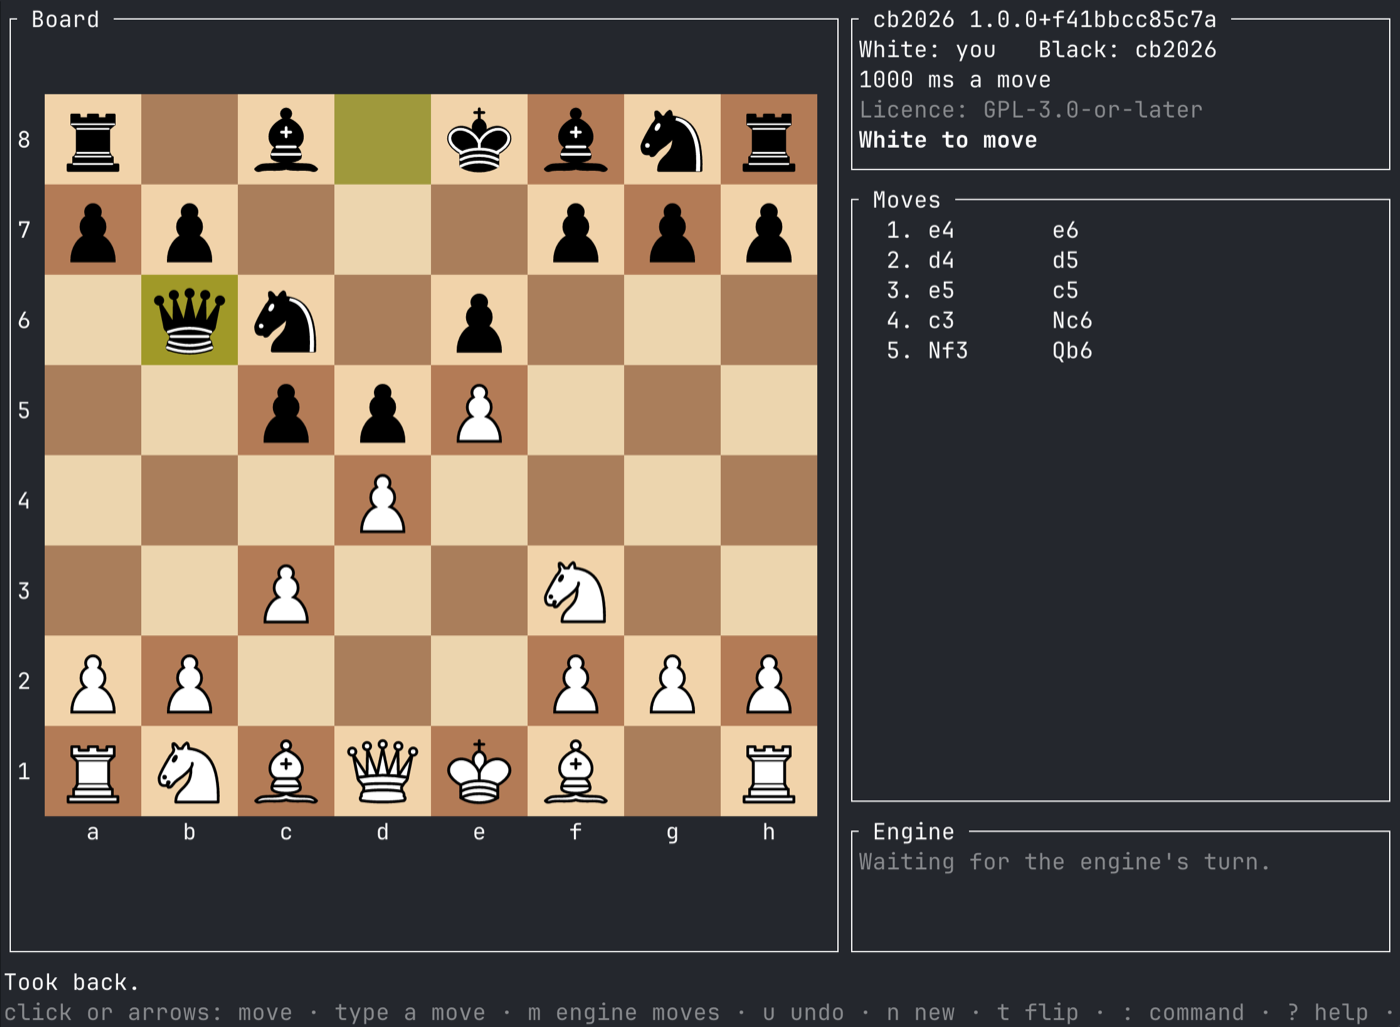 Board
8
7
6
5
4
3
2
1
a b c d e f g h
cb2026 1.0.0+f41bbcc85c7a
White: you Black: cb2026
1000 ms a move
Licence: GPL-3.0-or-later
White to move
Moves
1. e4 e6
2. d4 d5
3. e5 c5
4. c3 Nc6
5. Nf3 Qb6
Engine
Waiting for the engine's turn.
Took back.
click or arrows: move · type a move · m engine moves · u undo · n new · t flip · : command · ? help ·